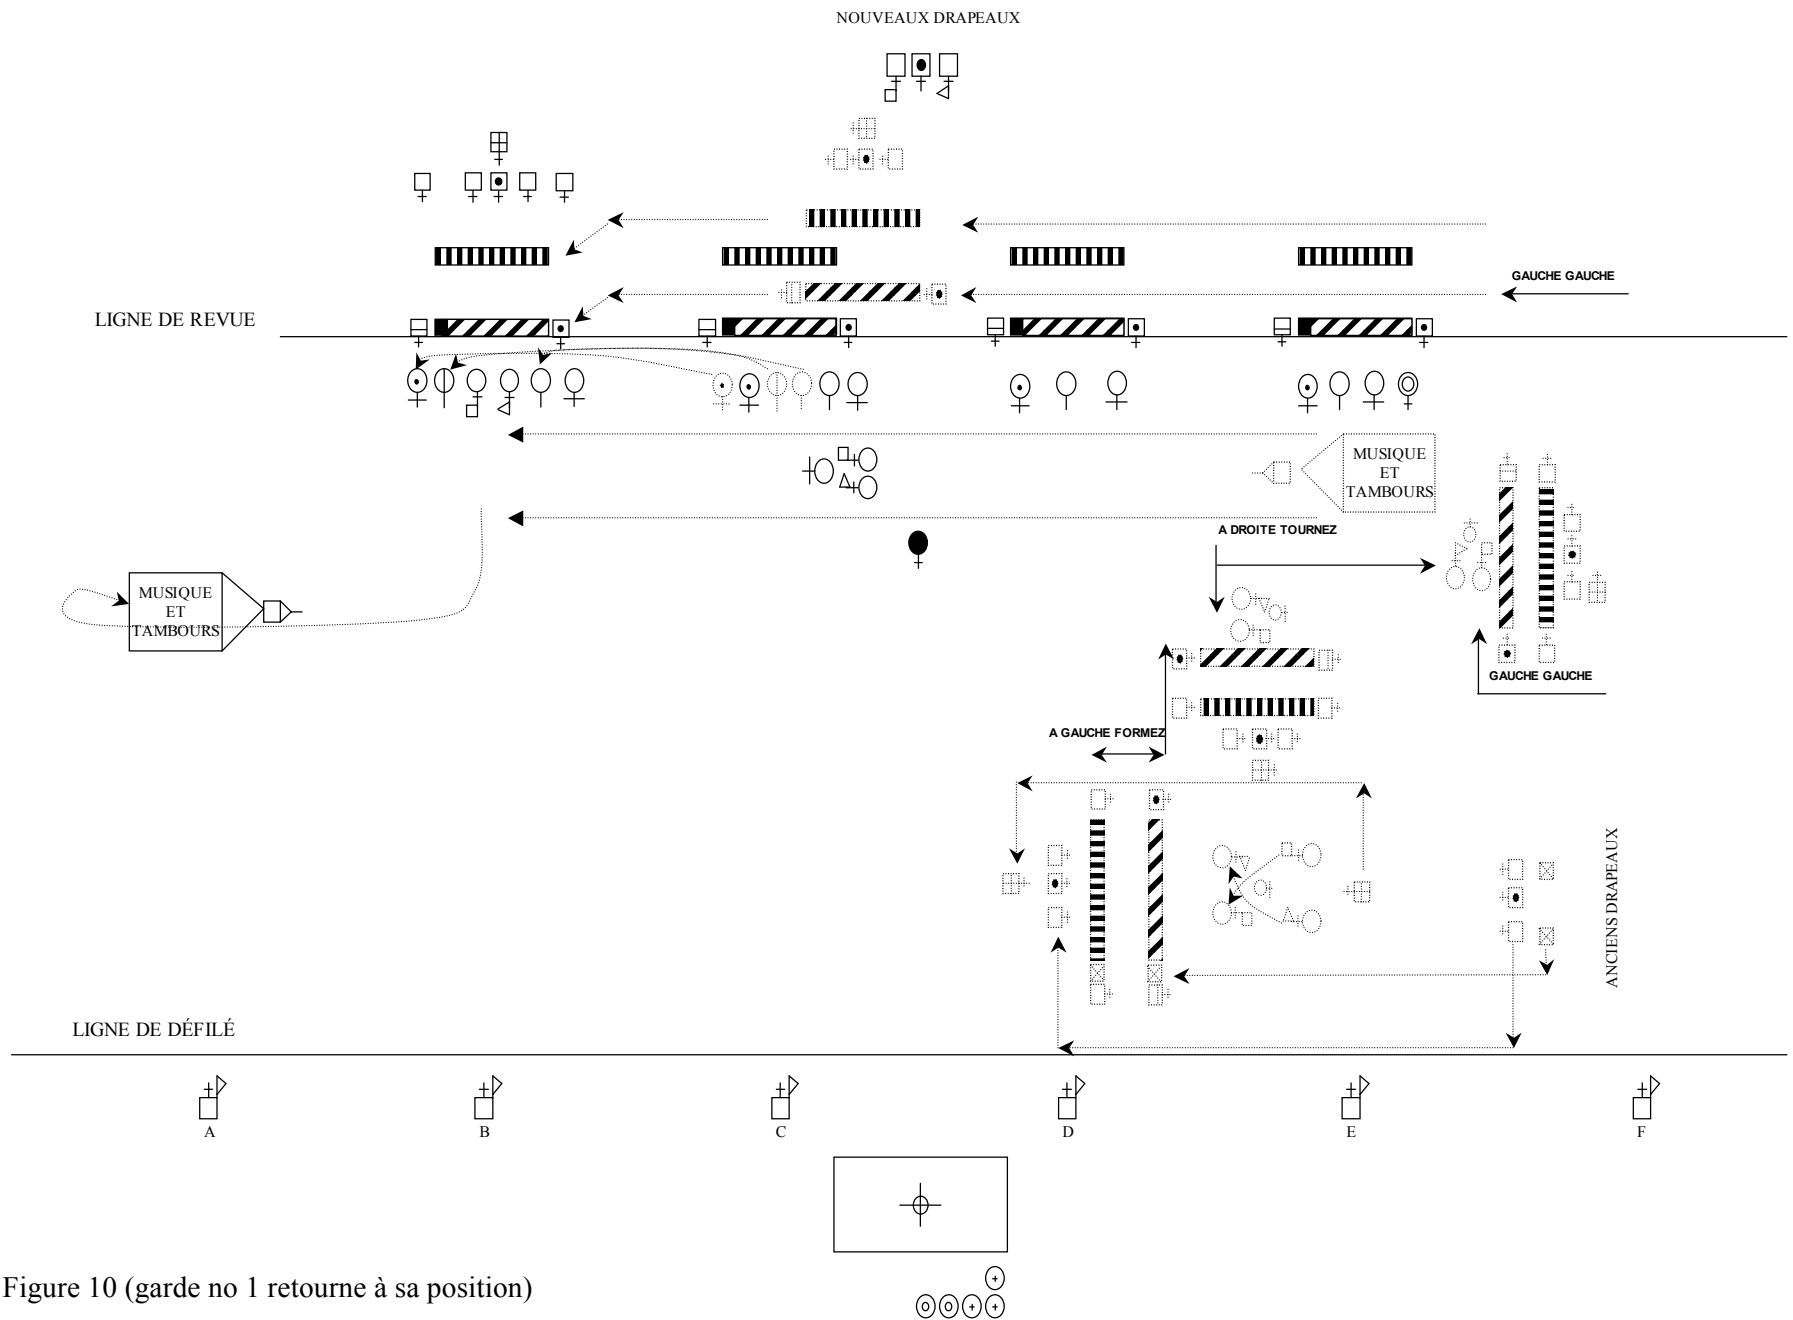 NOUVEAUX DRAPEAUX
GAUCHE GAUCHE
LIGNE DE REVUE
MUSIQUE
ET
TAMBOURS
A DROITE TOURNEZ
MUSIQUE
ET
TAMBOURS
GAUCHE GAUCHE
A GAUCHE FORMEZ
ANCIENS DRAPEAUX
LIGNE DE DÉFILÉ
A B C D E F
Figure 10 (garde no 1 retourne à sa position)